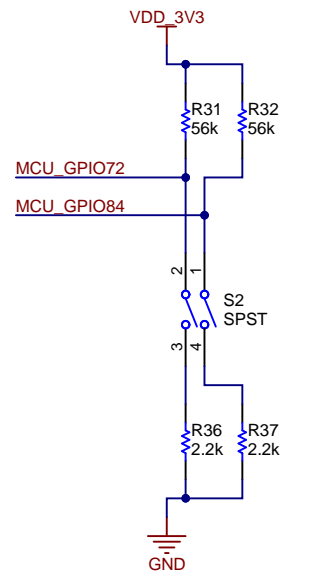 VDD_3V3
R31 R32
56k 56k
MCU_GPIO72
MCU_GPIO84
2 1
S2
SPST
3 4
R36 R37
2.2k 2.2k
GND